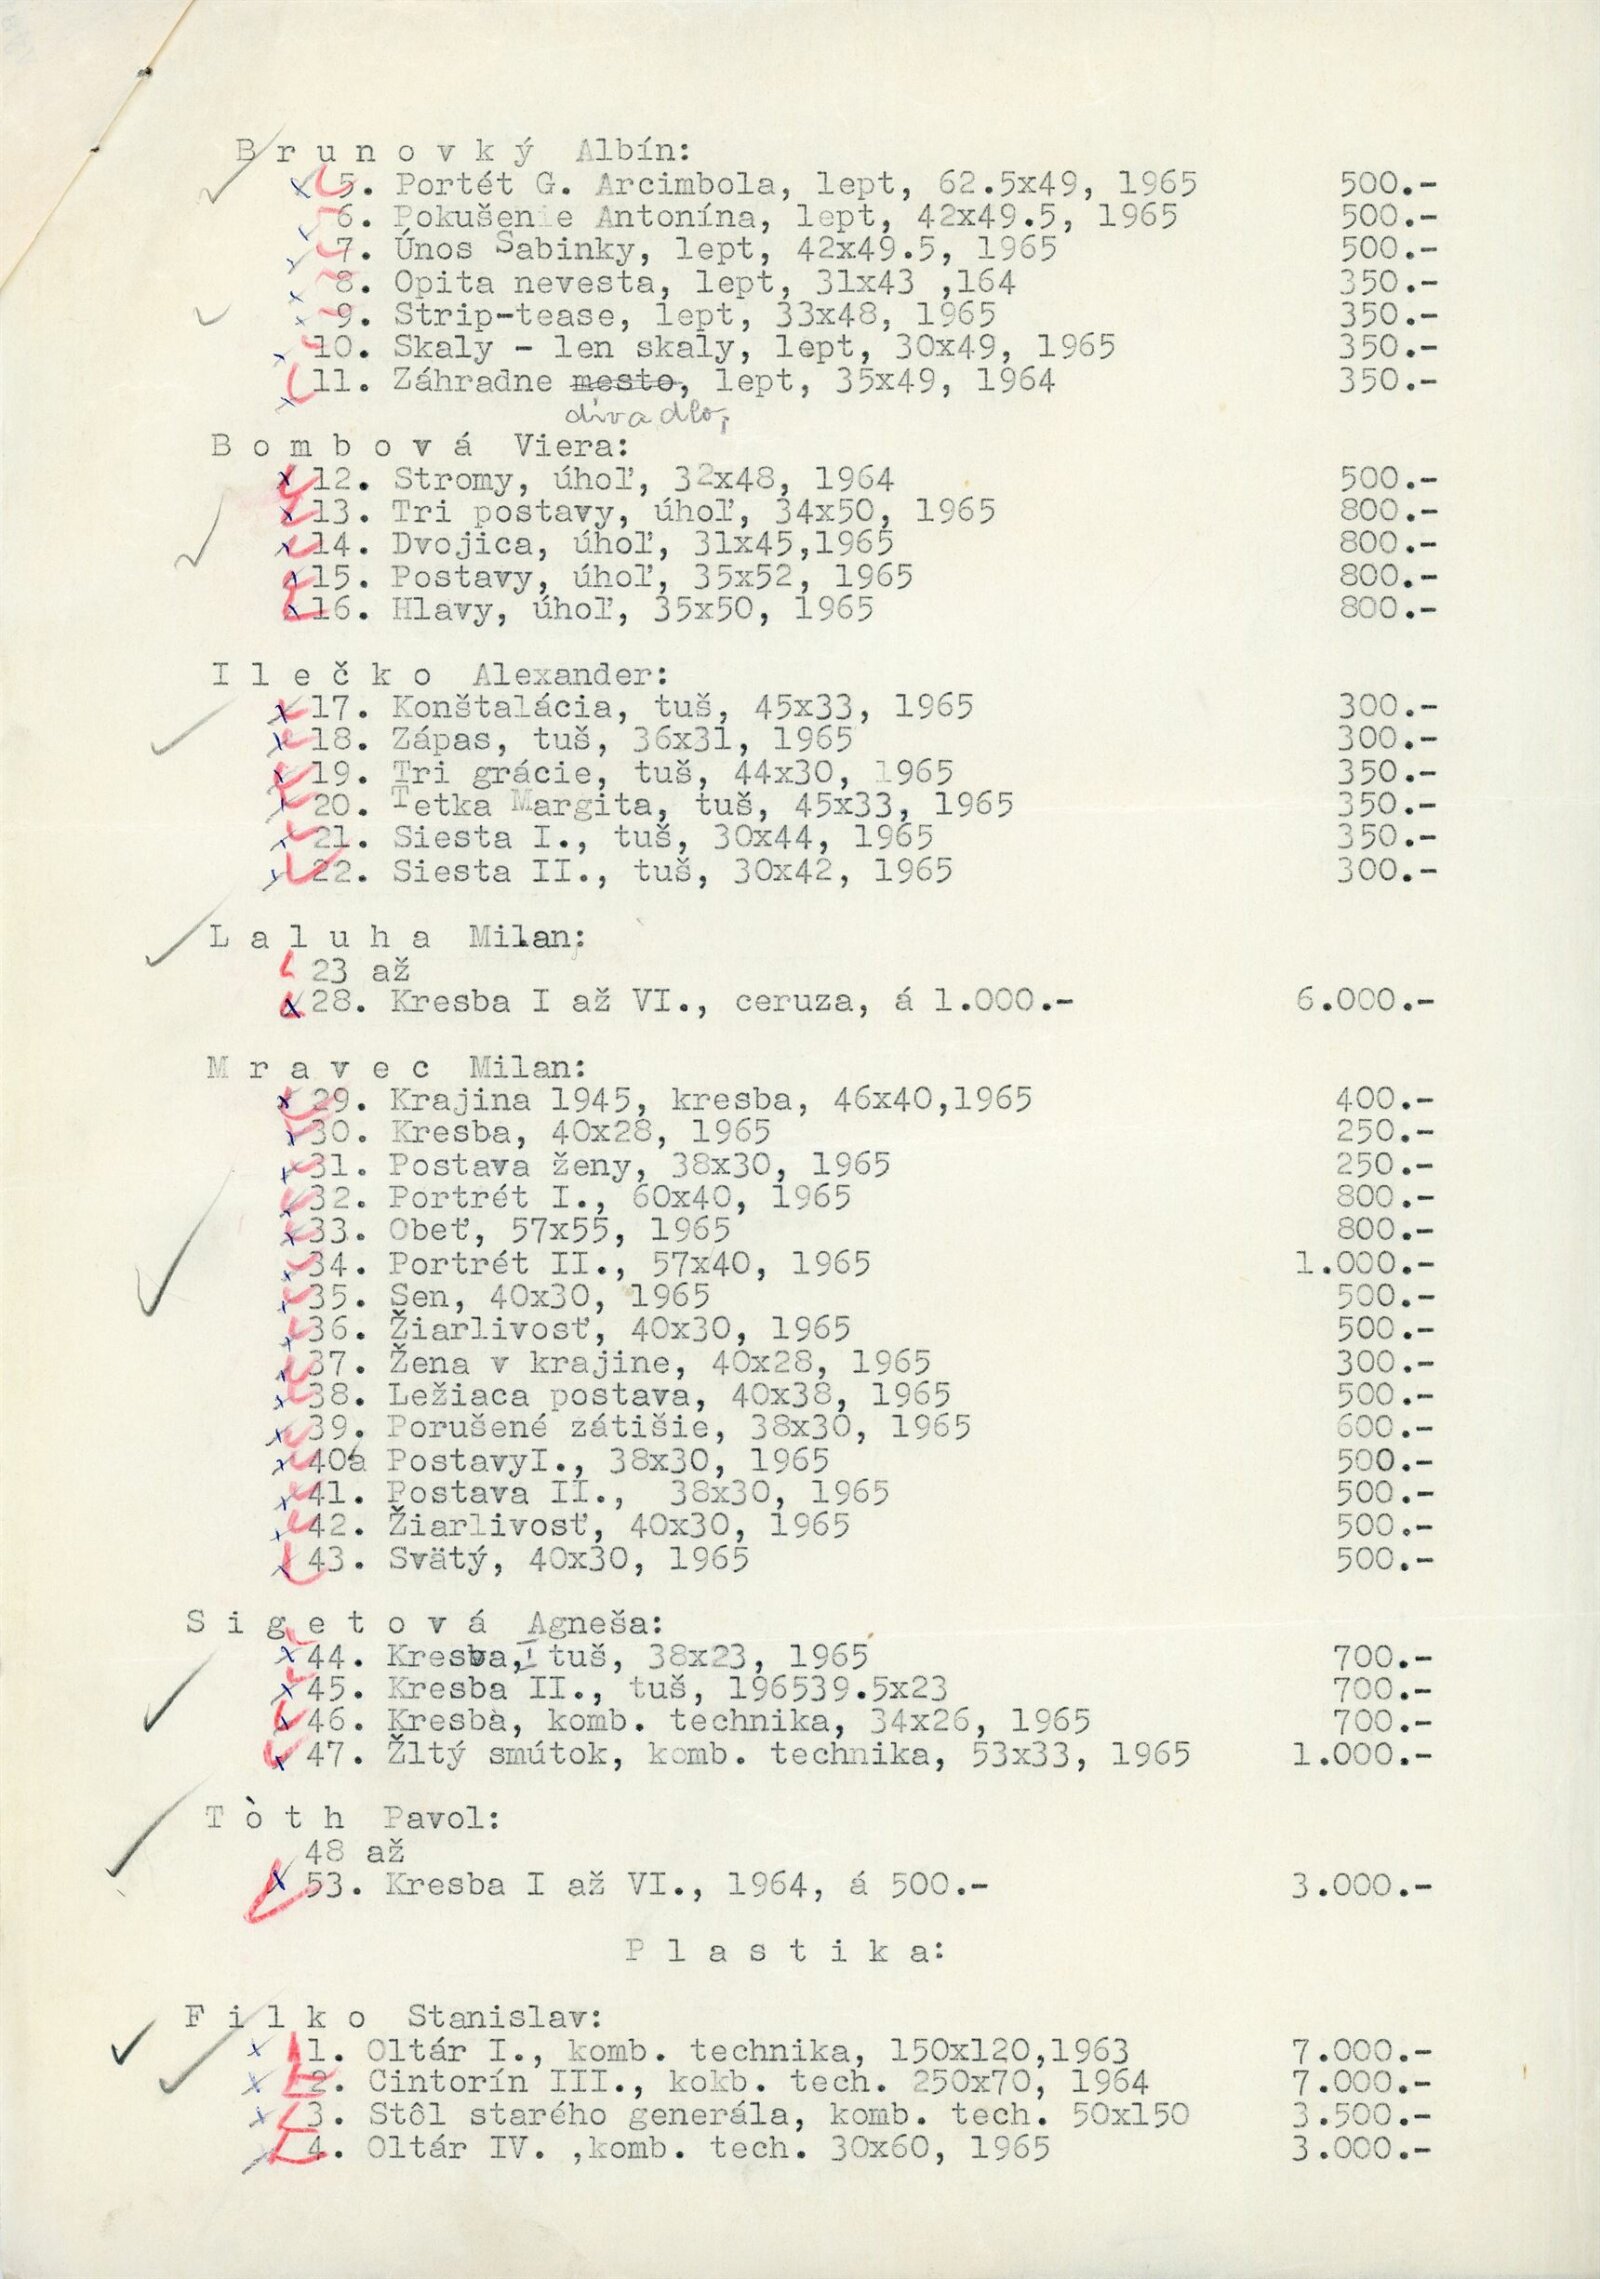 B r u n o v k ý Albín:
5. Portét G. Arcimbola, lept, 62.5x49, 1965 500.-
6. Pokušenie Antonína, lept, 42x49.5, 1965 500.-
7. Únos Sabinky, lept, 42x49.5, 1965 500.-
8. Opita nevesta, lept, 31x43 ,164 350.-
9. Strip-tease, lept, 33x48, 1965 350.-
10. Skaly - len skaly, lept, 30x49, 1965 350.-
11. Záhradne mesto, lept, 35x49, 1964 350.-
divadlo,
B o m b o v á Viera:
12. Stromy, úhoľ, 32x48, 1964 500.-
13. Tri postavy, úhoľ, 34x50, 1965 800.-
14. Dvojica, úhoľ, 31x45,1965 800.-
15. Postavy, úhoľ, 35x52, 1965 800.-
16. Hlavy, úhoľ, 35x50, 1965 800.-
I l e č k o Alexander:
17. Konštalácia, tuš, 45x33, 1965 300.-
18. Zápas, tuš, 36x31, 1965 300.-
19. Tri grácie, tuš, 44x30, 1965 350.-
20. Tetka Margita, tuš, 45x33, 1965 350.-
21. Siesta I., tuš, 30x44, 1965 350.-
22. Siesta II., tuš, 30x42, 1965 300.-
L a l u h a Milan:
23 až
28. Kresba I až VI., ceruza, á 1.000.- 6.000.-
M r a v e c Milan:
29. Krajina 1945, kresba, 46x40,1965 400.-
30. Kresba, 40x28, 1965 250.-
31. Postava ženy, 38x30, 1965 250.-
32. Portrét I., 60x40, 1965 800.-
33. Obeť, 57x55, 1965 800.-
34. Portrét II., 57x40, 1965 1.000.-
35. Sen, 40x30, 1965 500.-
36. Žiarlivosť, 40x30, 1965 500.-
37. Žena v krajine, 40x28, 1965 300.-
38. Ležiaca postava, 40x38, 1965 500.-
39. Porušené zátišie, 38x30, 1965 600.-
40á PostavyI., 38x30, 1965 500.-
41. Postava II., 38x30, 1965 500.-
42. Žiarlivosť, 40x30, 1965 500.-
43. Svätý, 40x30, 1965 500.-
S i g e t o v á Agneša:
44. Kresba, I tuš, 38x23, 1965 700.-
45. Kresba II., tuš, 196539.5x23 700.-
46. Kresba, komb. technika, 34x26, 1965 700.-
47. Žltý smútok, komb. technika, 53x33, 1965 1.000.-
T ò t h Pavol:
48 až
53. Kresba I až VI., 1964, á 500.- 3.000.-
P l a s t i k a:
F i l k o Stanislav:
1. Oltár I., komb. technika, 150x120,1963 7.000.-
2. Cintorín III., kokb. tech. 250x70, 1964 7.000.-
3. Stôl starého generála, komb. tech. 50x150 3.500.-
4. Oltár IV. ,komb. tech. 30x60, 1965 3.000.-